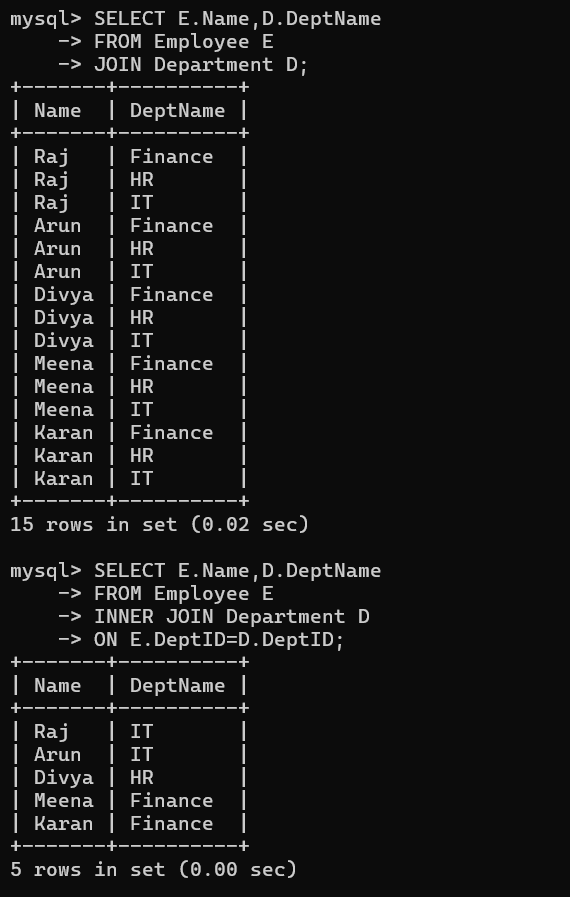 mysql> SELECT E.Name,D.DeptName
    -> FROM Employee E
    -> JOIN Department D;
+-------+----------+
| Name  | DeptName |
+-------+----------+
| Raj   | Finance  |
| Raj   | HR       |
| Raj   | IT       |
| Arun  | Finance  |
| Arun  | HR       |
| Arun  | IT       |
| Divya | Finance  |
| Divya | HR       |
| Divya | IT       |
| Meena | Finance  |
| Meena | HR       |
| Meena | IT       |
| Karan | Finance  |
| Karan | HR       |
| Karan | IT       |
+-------+----------+
15 rows in set (0.02 sec)

mysql> SELECT E.Name,D.DeptName
    -> FROM Employee E
    -> INNER JOIN Department D
    -> ON E.DeptID=D.DeptID;
+-------+----------+
| Name  | DeptName |
+-------+----------+
| Raj   | IT       |
| Arun  | IT       |
| Divya | HR       |
| Meena | Finance  |
| Karan | Finance  |
+-------+----------+
5 rows in set (0.00 sec)